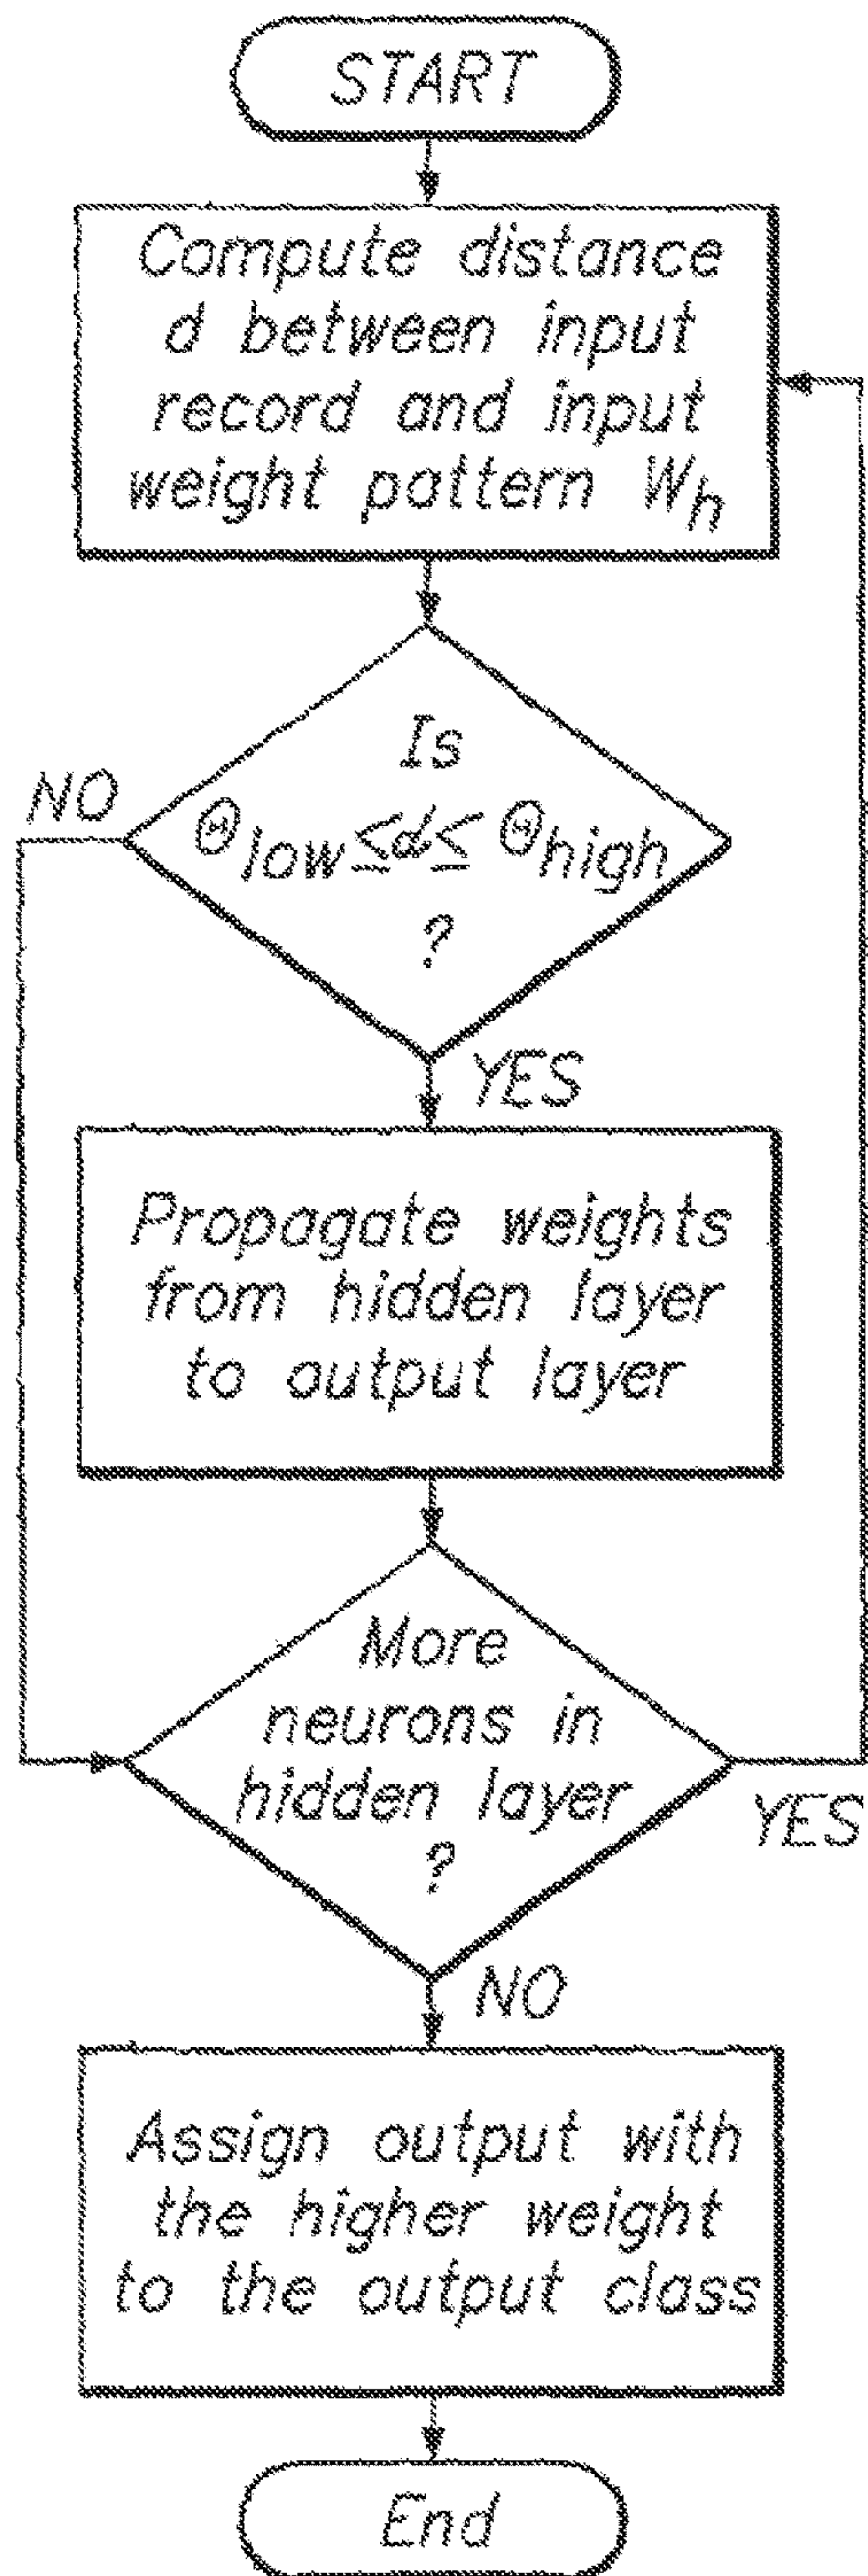 START
Compute distance
d between input
record and input
weight pattern Wh
Is
NO
Θlow ≤d≤ Θhigh
?
YES
Propagate weights
from hidden layer
to output layer
More
neurons in
hidden layer
?
YES
NO
Assign output with
the higher weight
to the output class
End